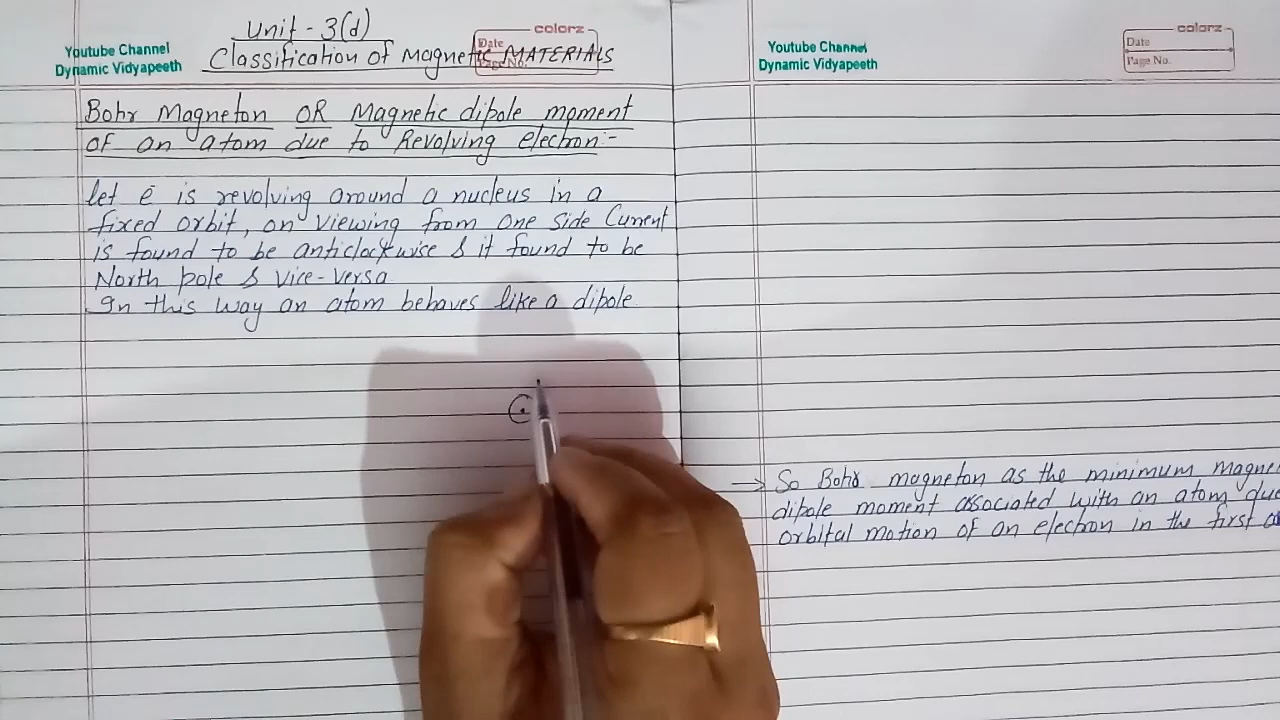 Unit - 3(d)
Classification of Magnetic MATERIALS
Youtube Channel
Dynamic Vidyapeeth
colorz
Date
Page No.
Bohr Magneton OR Magnetic dipole moment
of an atom due to Revolving electron:-
let e is revolving around a nucleus in a
fixed orbit, on viewing from one side Current
is found to be anticlockwise & it found to be
North pole & Vice-Versa
In this way an atom behaves like a dipole
Youtube Channel
Dynamic Vidyapeeth
colorz
Date
Page No.
→ So Bohr magneton as the minimum magne
dipole moment associated with an atom due
orbital motion of an electron in the first